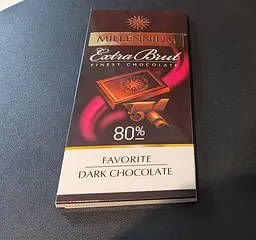 MILLENNIUM
Extra Brut
FINEST CHOCOLATE
80%
FAVORITE
DARK CHOCOLATE